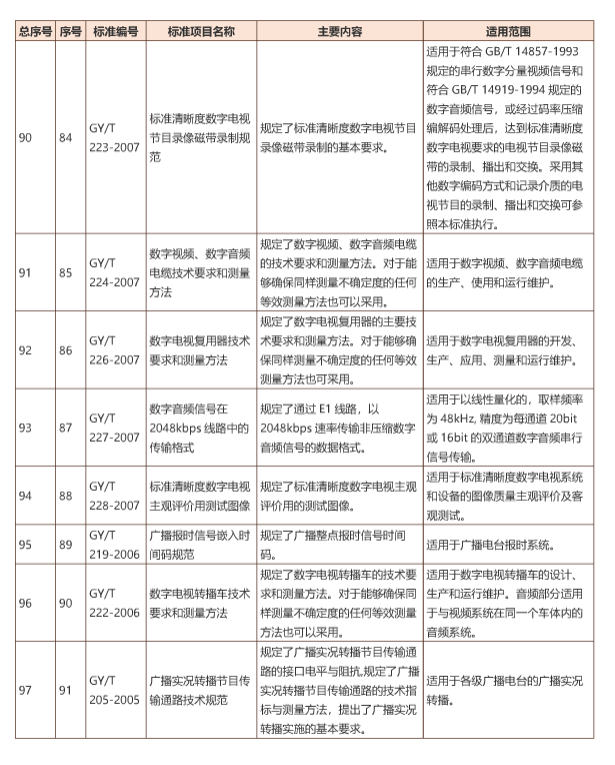 总序号 序号 标准编号 标准项目名称 主要内容 适用范围
90
84
GY/T
223-2007
标准清晰度数字电视
节目录像磁带录制规
范
规定了标准清晰度数字电视节目
录像磁带录制的基本要求。
适用于符合 GB/T 14857-1993
规定的串行数字分量视频信号和
符合 GB/T 14919-1994 规定的
数字音频信号，或经过码率压缩
编解码处理后，达到标准清晰度
数字电视要求的电视节目录像磁
带的录制、播出和交换。采用其
他数字编码方式和记录介质的电
视节目的录制、播出和交换可参
照本标准执行。
91
85
GY/T
224-2007
数字视频、数字音频
电缆技术要求和测量
方法
规定了数字视频、数字音频电缆
的技术要求和测量方法。对于能
够确保同样测量不确定度的任何
等效测量方法也可以采用。
适用于数字视频、数字音频电缆
的生产、使用和运行维护。
92
86
GY/T
226-2007
数字电视复用器技术
要求和测量方法
规定了数字电视复用器的主要技
术要求和测量方法。对于能够确
保同样测量不确定度的任何等效
测量方法也可采用。
适用于数字电视复用器的开发、
生产、应用、测量和运行维护。
93
87
GY/T
227-2007
数字音频信号在
2048kbps 线路中的
传输格式
规定了通过 E1 线路，以
2048kbps 速率传输非压缩数字
音频信号的数据格式。
适用于以线性量化的，取样频率
为 48kHz, 精度为每通道 20bit
或 16bit 的双通道数字音频串行
信号传输。
94
88
GY/T
228-2007
标准清晰度数字电视
主观评价用测试图像
规定了标准清晰度数字电视主观
评价用的测试图像。
适用于标准清晰度数字电视系统
和设备的图像质量主观评价及客
观测试。
95
89
GY/T
219-2006
广播报时信号嵌入时
间码规范
规定了广播整点报时信号时间
码。
适用于广播电台报时系统。
96
90
GY/T
222-2006
数字电视转播车技术
要求和测量方法
规定了数字电视转播车的技术要
求和测量方法。对于能够确保同
样测量不确定度的任何等效测量
方法也可以采用。
适用于数字电视转播车的设计、
生产和运行维护。音频部分适用
于与视频系统在同一个车体内的
音频系统。
97
91
GY/T
205-2005
广播实况转播节目传
输通路技术规范
规定了广播实况转播节目传输通
路的接口电平与阻抗,规定了广播
实况转播节目传输通路的技术指
标与测量方法，提出了广播实况
转播实施的基本要求。
适用于各级广播电台的广播实况
转播。